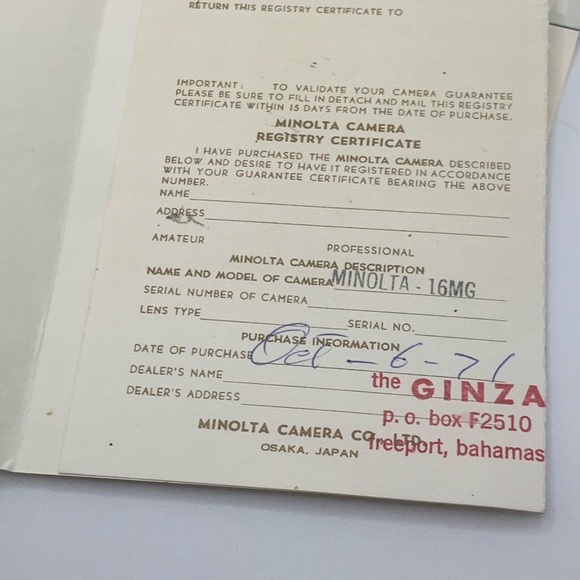 RETURN THIS REGISTRY CERTIFICATE TO
IMPORTANT: TO VALIDATE YOUR CAMERA GUARANTEE
PLEASE BE SURE TO FILL IN DETACH AND MAIL THIS REGISTRY
CERTIFICATE WITHIN 15 DAYS FROM THE DATE OF PURCHASE.
MINOLTA CAMERA
REGISTRY CERTIFICATE
I HAVE PURCHASED THE MINOLTA CAMERA DESCRIBED
BELOW AND DESIRE TO HAVE IT REGISTERED IN ACCORDANCE
WITH YOUR GUARANTEE CERTIFICATE BEARING THE ABOVE
NUMBER.
NAME
ADDRESS
AMATEUR PROFESSIONAL
MINOLTA CAMERA DESCRIPTION
NAME AND MODEL OF CAMERA MINOLTA - 16MG
SERIAL NUMBER OF CAMERA
LENS TYPE SERIAL NO.
PURCHASE INFORMATION
DATE OF PURCHASE Oct - 6 - 71
DEALER'S NAME
the GINZA
DEALER'S ADDRESS
p. o. box F2510
MINOLTA CAMERA CO., LTD.
freeport, bahamas
OSAKA, JAPAN